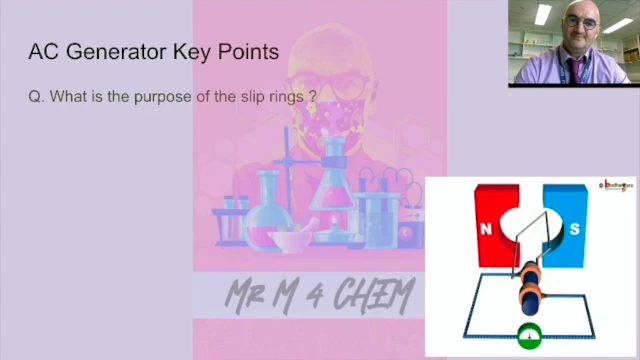 AC Generator Key Points
Q. What is the purpose of the slip rings ?
N S
MR M 4 CHEM